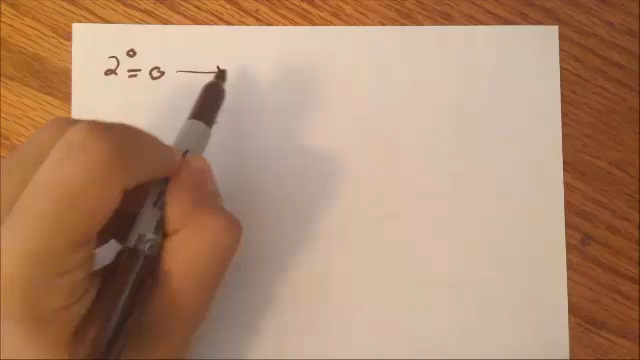 2⁰ = 0 →